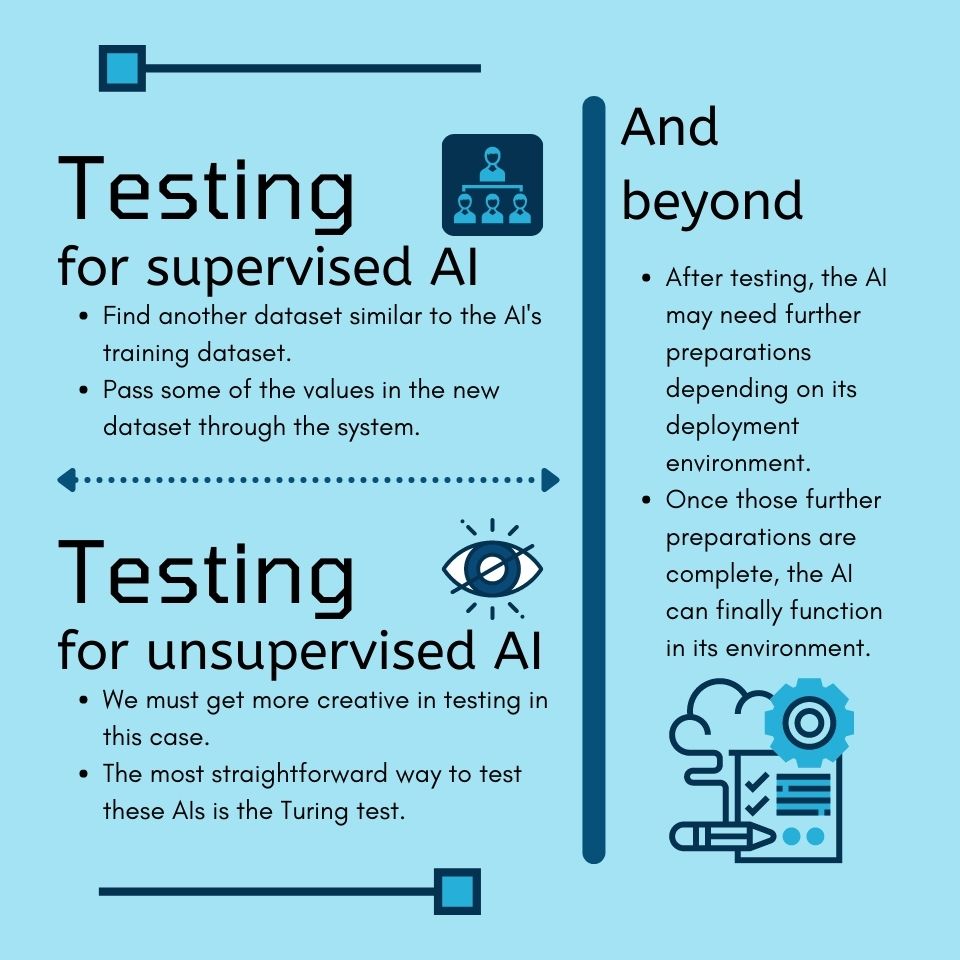 Testing
for supervised AI
• Find another dataset similar to the AI's
training dataset.
• Pass some of the values in the new
dataset through the system.
Testing
for unsupervised AI
• We must get more creative in testing in
this case.
• The most straightforward way to test
these AIs is the Turing test.
And
beyond
• After testing, the AI
may need further
preparations
depending on its
deployment
environment.
• Once those further
preparations are
complete, the AI
can finally function
in its environment.